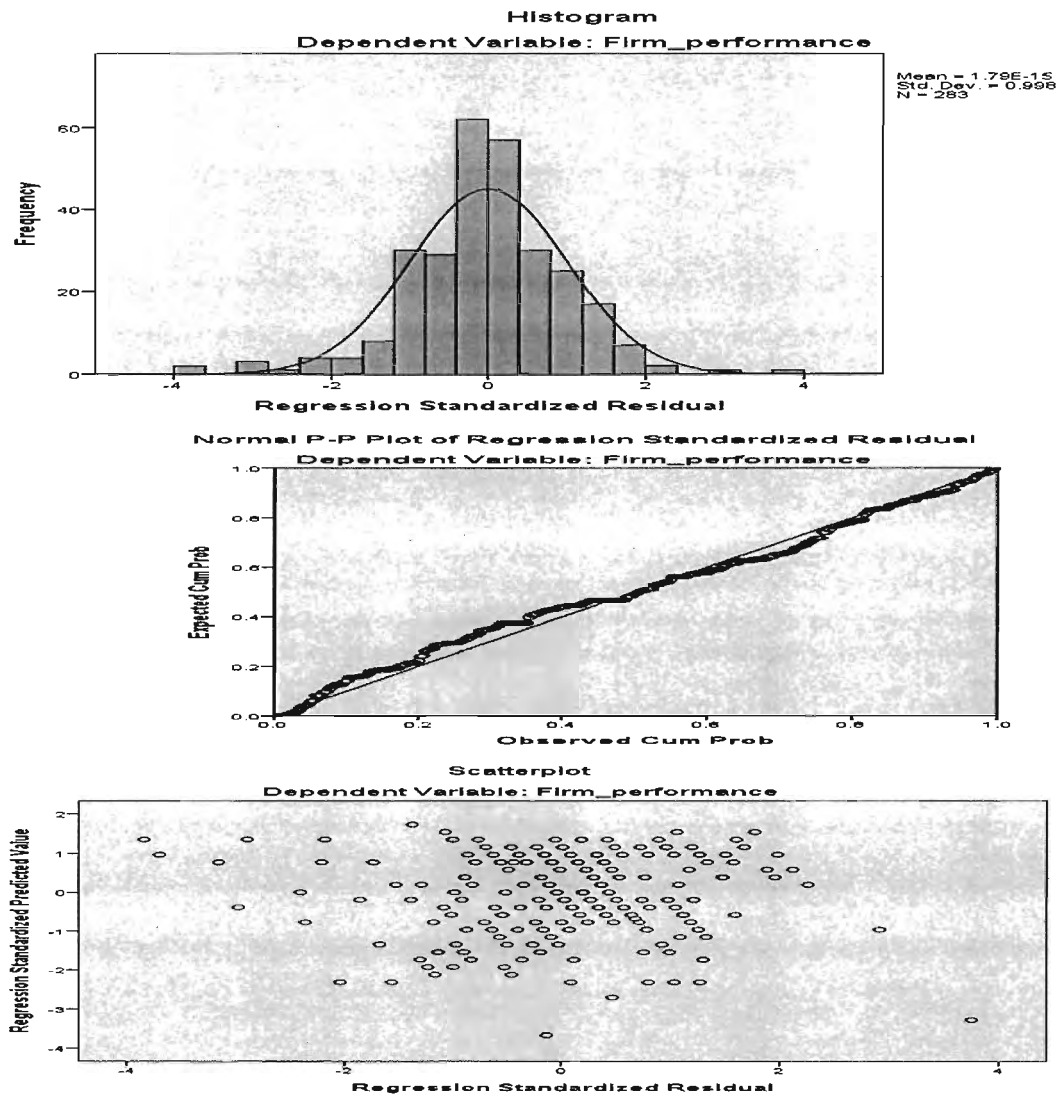 Histogram
Dependent Variable: Firm_performance
Mean = 1.79E-15
Std. Dev. = 0.998
N = 283
60
40
20
0
Frequency
-4 -2 0 2 4
Regression Standardized Residual
Normal P-P Plot of Regression Standardized Residual
Dependent Variable: Firm_performance
1.0
0.8
0.6
0.4
0.2
0.0
Expected Cum Prob
0.0 0.2 0.4 0.6 0.8 1.0
Observed Cum Prob
Scatterplot
Dependent Variable: Firm_performance
2
1
0
-1
-2
-3
-4
Regression Standardized Predicted Value
-4 -2 0 2 4
Regression Standardized Residual